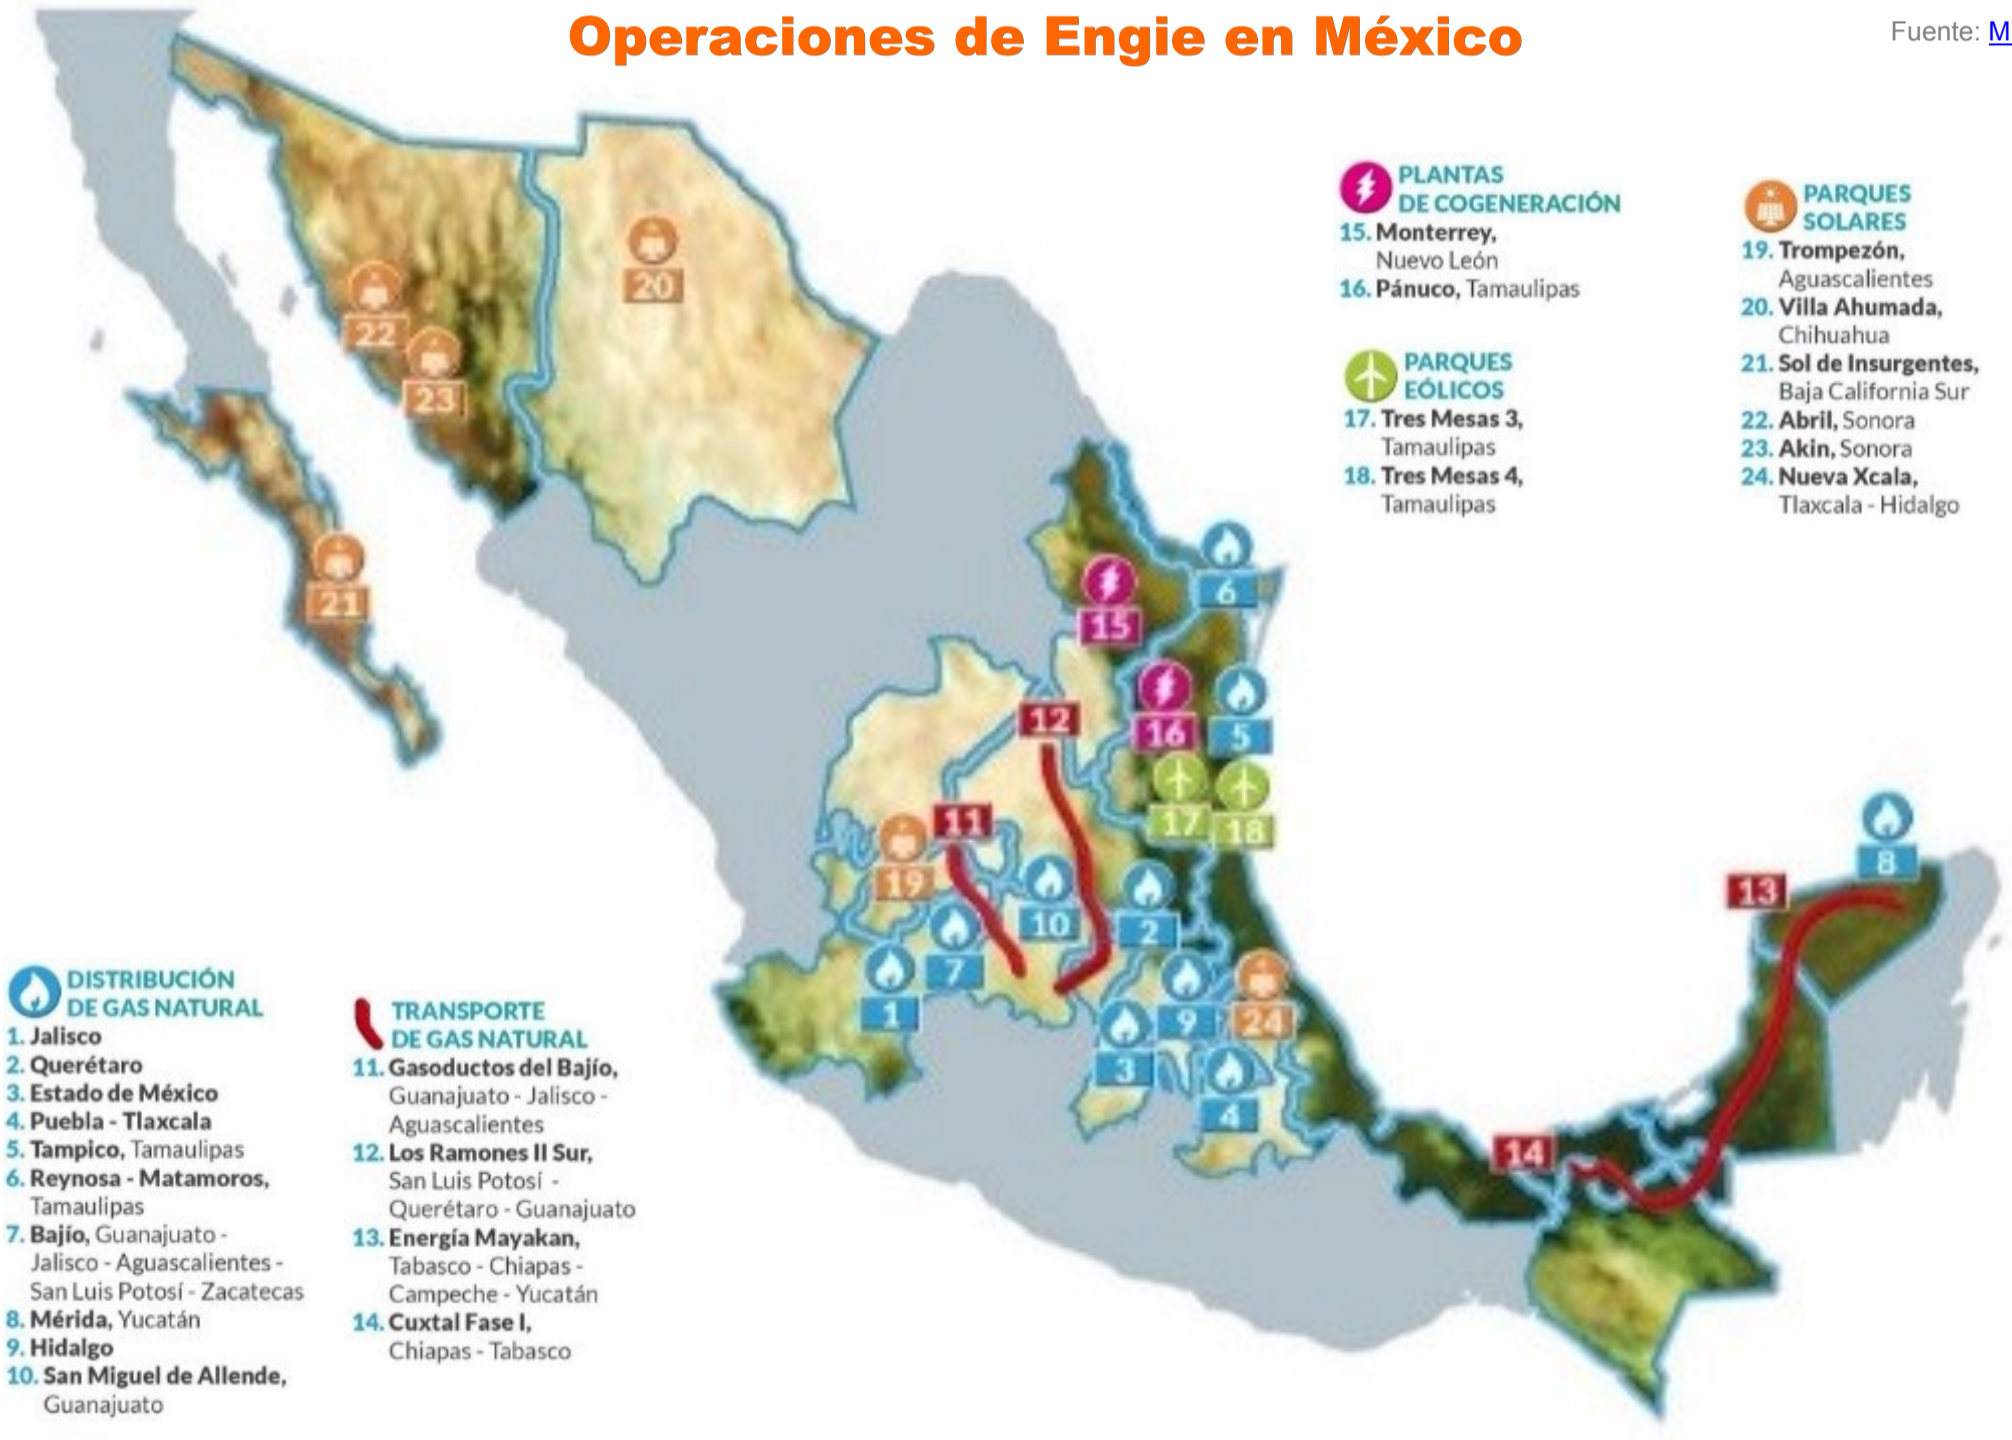 Operaciones de Engie en México
Fuente: M
PLANTAS
DE COGENERACIÓN
15. Monterrey,
Nuevo León
16. Pánuco, Tamaulipas
PARQUES
EÓLICOS
17. Tres Mesas 3,
Tamaulipas
18. Tres Mesas 4,
Tamaulipas
PARQUES
SOLARES
19. Trompezón,
Aguascalientes
20. Villa Ahumada,
Chihuahua
21. Sol de Insurgentes,
Baja California Sur
22. Abril, Sonora
23. Akin, Sonora
24. Nueva Xcala,
Tlaxcala - Hidalgo
20
22
23
21
6
15
12
16
5
11
17
18
19
10
2
7
1
9
24
3
4
8
13
14
DISTRIBUCIÓN
DE GAS NATURAL
1. Jalisco
2. Querétaro
3. Estado de México
4. Puebla - Tlaxcala
5. Tampico, Tamaulipas
6. Reynosa - Matamoros,
Tamaulipas
7. Bajío, Guanajuato -
Jalisco - Aguascalientes -
San Luis Potosí - Zacatecas
8. Mérida, Yucatán
9. Hidalgo
10. San Miguel de Allende,
Guanajuato
TRANSPORTE
DE GAS NATURAL
11. Gasoductos del Bajío,
Guanajuato - Jalisco -
Aguascalientes
12. Los Ramones II Sur,
San Luis Potosí -
Querétaro - Guanajuato
13. Energía Mayakan,
Tabasco - Chiapas -
Campeche - Yucatán
14. Cuxtal Fase I,
Chiapas - Tabasco